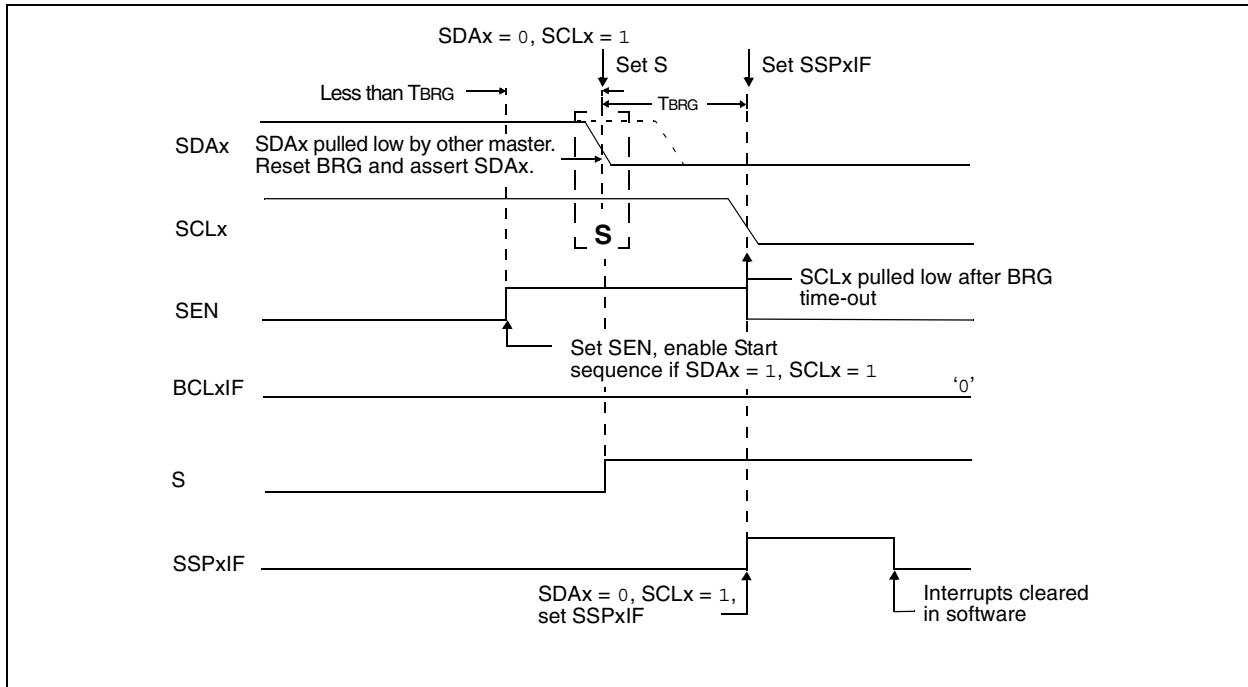 SDAx = 0, SCLx = 1
Set S
Set SSPxIF
Less than TBRG
TBRG
SDAx
SDAx pulled low by other master.
Reset BRG and assert SDAx.
SCLx
S
SCLx pulled low after BRG
time-out
SEN
Set SEN, enable Start
sequence if SDAx = 1, SCLx = 1
BCLxIF
‘0’
S
SSPxIF
SDAx = 0, SCLx = 1,
set SSPxIF
Interrupts cleared
in software